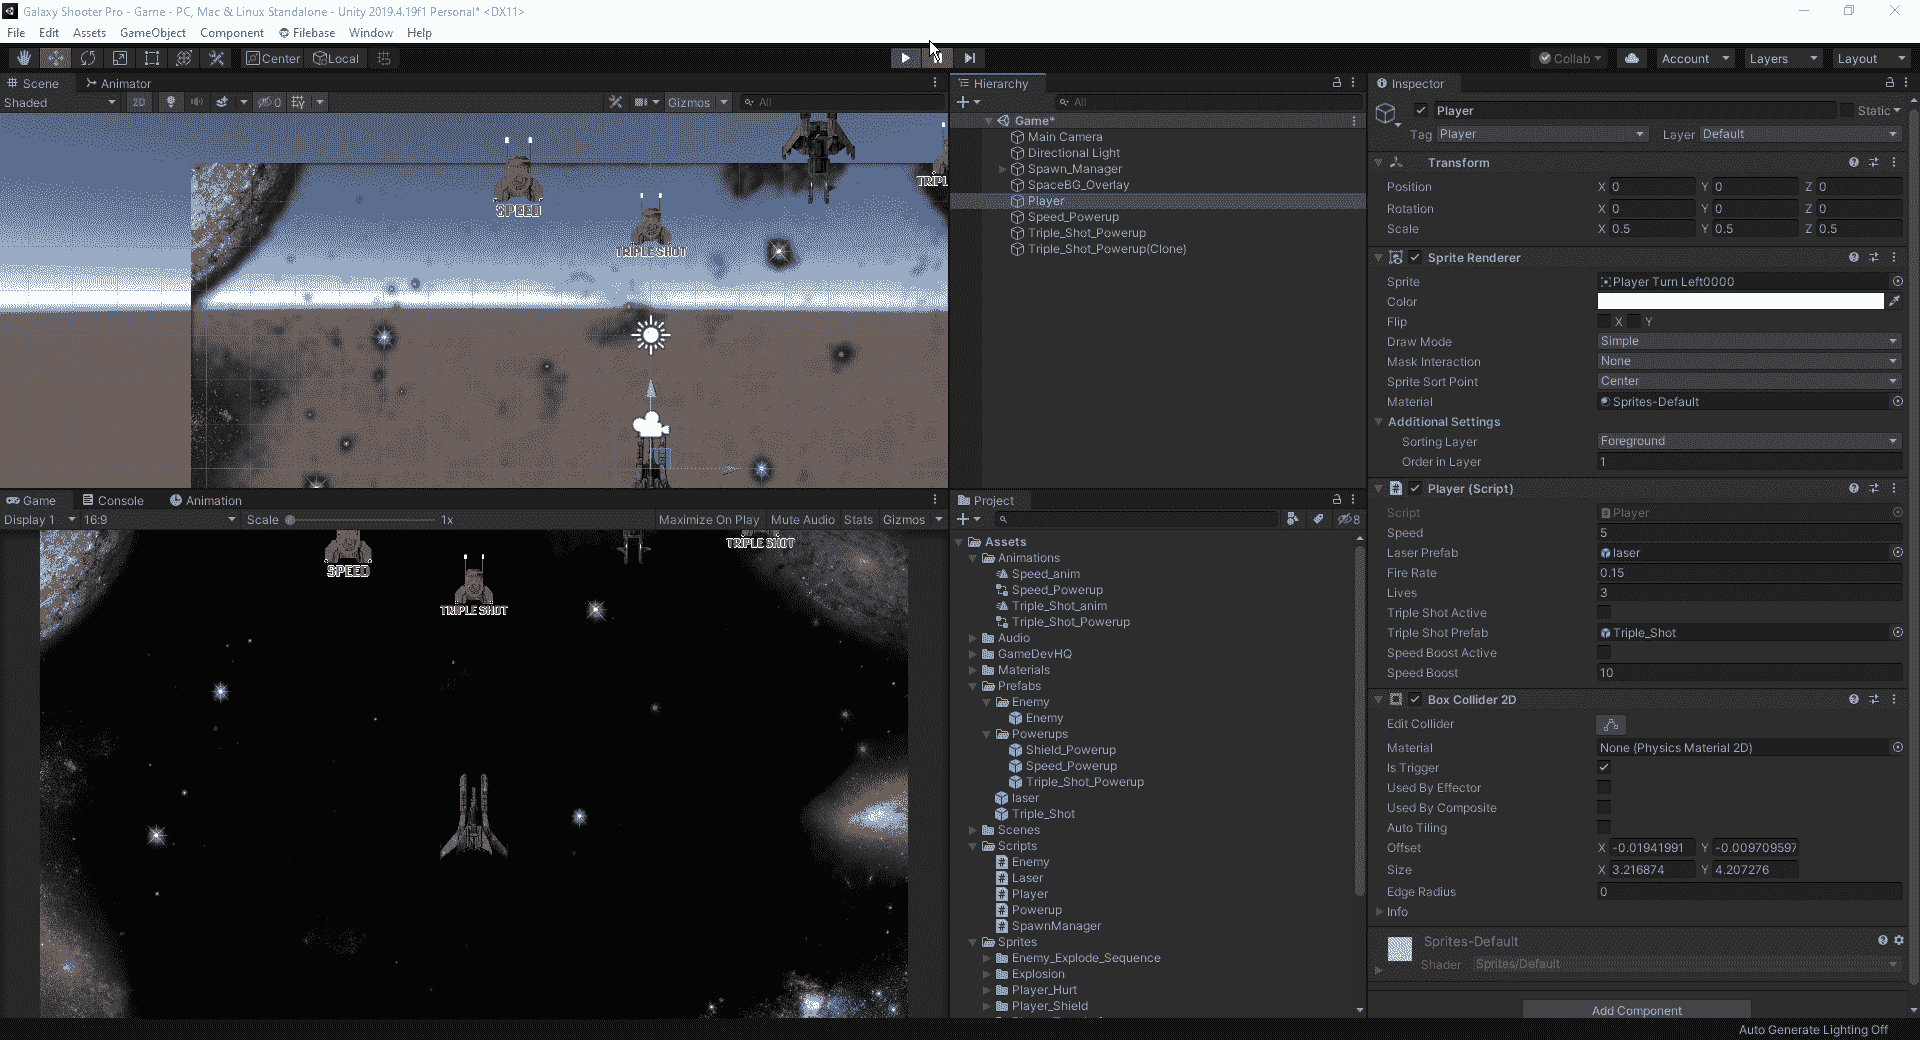 Galaxy Shooter Pro - Game - PC, Mac & Linux Standalone - Unity 2019.4.19f1 Personal* <DX11>
File Edit Assets GameObject Component Filebase Window Help
Center Local Collab Account Layers Layout
Scene Animator
Shaded 2D 0 Gizmos All
SPEED
TRIPLE SHOT
TRIPL
Game Console Animation
Display 1 16:9 Scale 1x Maximize On Play Mute Audio Stats Gizmos
SPEED
TRIPLE SHOT
TRIPLE SHOT
Hierarchy
All
Game*
Main Camera
Directional Light
Spawn_Manager
SpaceBG_Overlay
Player
Speed_Powerup
Triple_Shot_Powerup
Triple_Shot_Powerup(Clone)
Project
8
Assets
Animations
Speed_anim
Speed_Powerup
Triple_Shot_anim
Triple_Shot_Powerup
Audio
GameDevHQ
Materials
Prefabs
Enemy
Enemy
Powerups
Shield_Powerup
Speed_Powerup
Triple_Shot_Powerup
laser
Triple_Shot
Scenes
Scripts
Enemy
Laser
Player
Powerup
SpawnManager
Sprites
Enemy_Explode_Sequence
Explosion
Player_Hurt
Player_Shield
Inspector
Player Static
Tag Player Layer Default
Transform
Position X 0 Y 0 Z 0
Rotation X 0 Y 0 Z 0
Scale X 0.5 Y 0.5 Z 0.5
Sprite Renderer
Sprite Player Turn Left0000
Color
Flip X Y
Draw Mode Simple
Mask Interaction None
Sprite Sort Point Center
Material Sprites-Default
Additional Settings
Sorting Layer Foreground
Order in Layer 1
Player (Script)
Script Player
Speed 5
Laser Prefab laser
Fire Rate 0.15
Lives 3
Triple Shot Active
Triple Shot Prefab Triple_Shot
Speed Boost Active
Speed Boost 10
Box Collider 2D
Edit Collider
Material None (Physics Material 2D)
Is Trigger
Used By Effector
Used By Composite
Auto Tiling
Offset X -0.01941991 Y -0.009709597
Size X 3.216874 Y 4.207276
Edge Radius 0
Info
Sprites-Default
Shader Sprites/Default
Add Component
Auto Generate Lighting Off